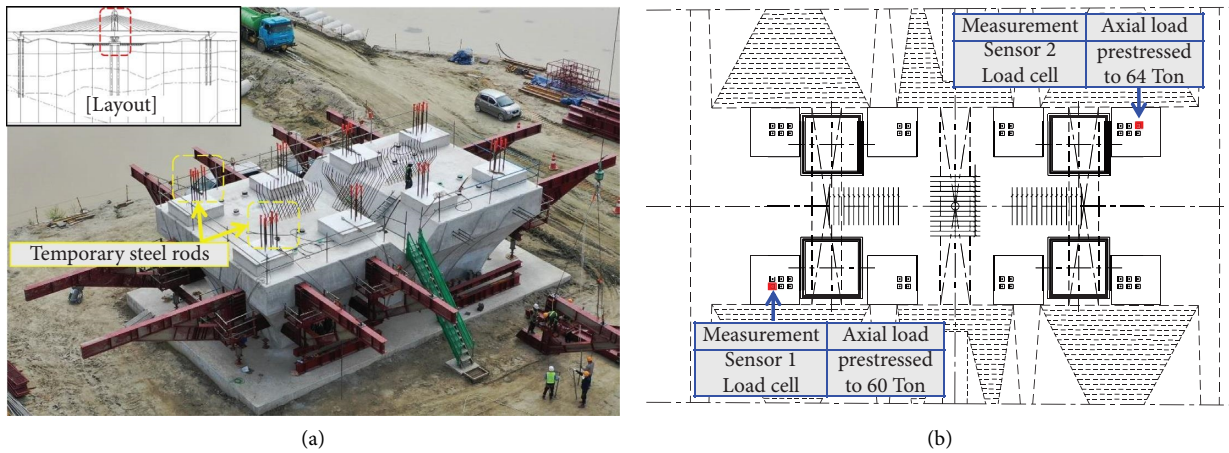 [Layout]
Temporary steel rods
(a)
Measurement Axial load
Sensor 2 prestressed
Load cell to 64 Ton
Measurement Axial load
Sensor 1 prestressed
Load cell to 60 Ton
(b)